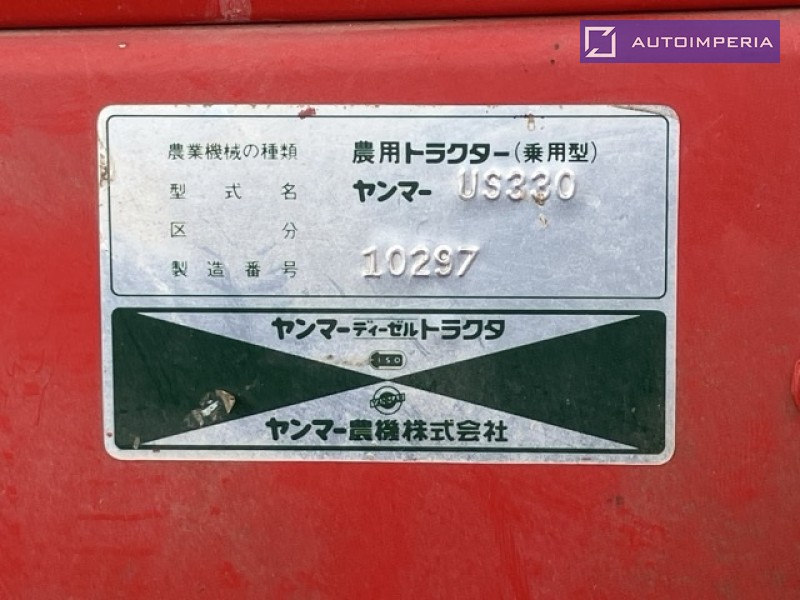 AUTOIMPERIA
農業機械の種類 農用トラクター(乗用型)
型式名 ヤンマー US330
区分
製造番号 10297
ヤンマーディーゼルトラクタ
ISO
ヤンマー農機株式会社